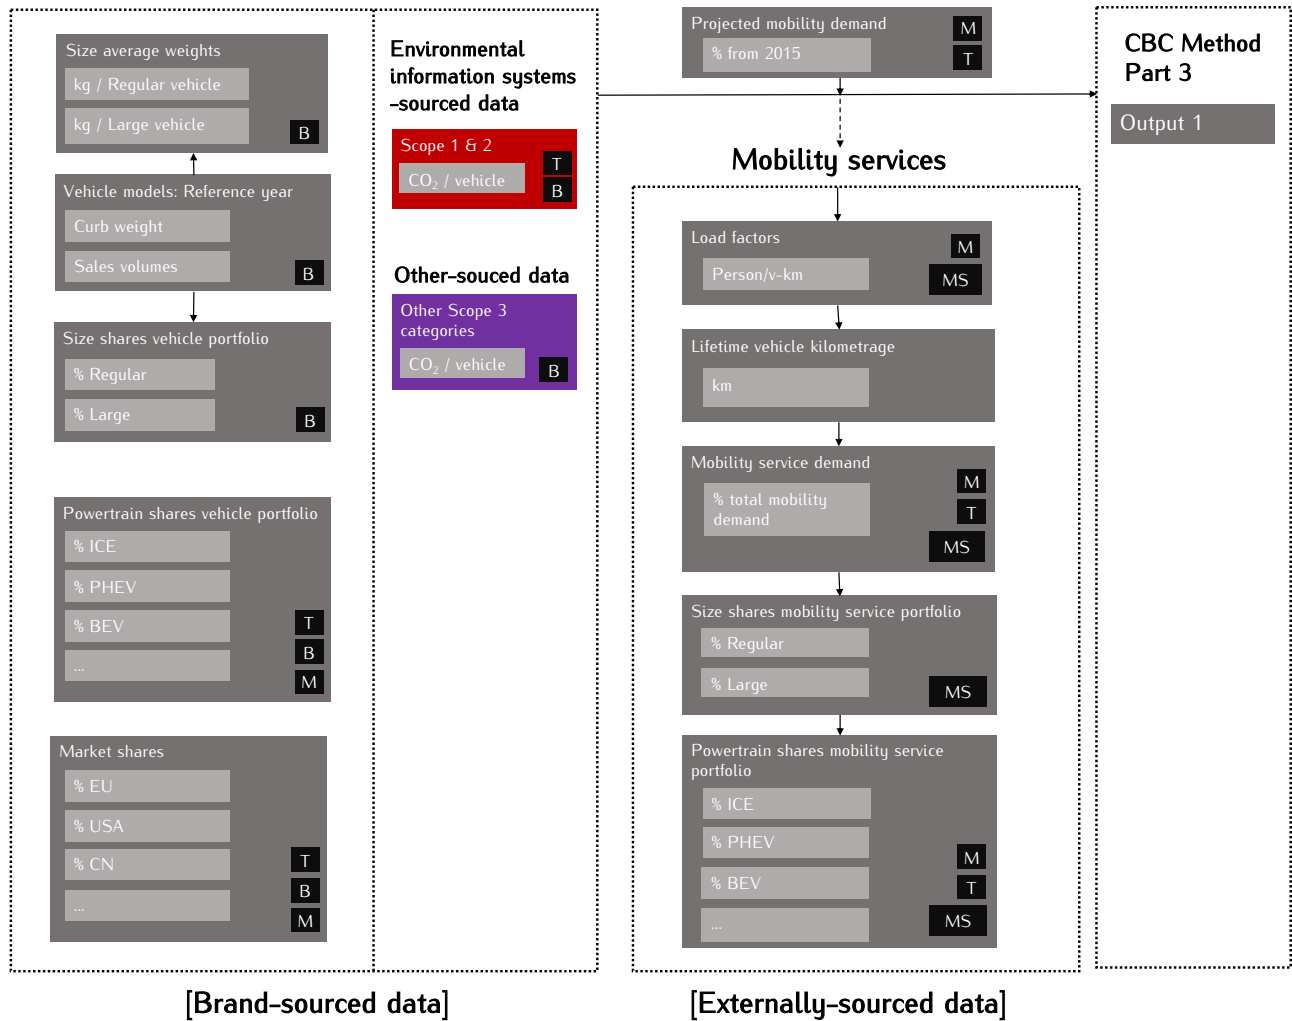 Size average weights
kg / Regular vehicle
kg / Large vehicle
B
Vehicle models: Reference year
Curb weight
Sales volumes
B
Size shares vehicle portfolio
% Regular
% Large
B
Powertrain shares vehicle portfolio
% ICE
% PHEV
% BEV
...
T
B
M
Market shares
% EU
% USA
% CN
...
T
B
M
Environmental
information systems
-sourced data
Scope 1 & 2
CO₂ / vehicle
T
B
Other-souced data
Other Scope 3
categories
CO₂ / vehicle
B
[Brand-sourced data]
Projected mobility demand
% from 2015
M
T
Mobility services
Load factors
Person/v-km
M
MS
Lifetime vehicle kilometrage
km
Mobility service demand
% total mobility
demand
M
T
MS
Size shares mobility service portfolio
% Regular
% Large
MS
Powertrain shares mobility service
portfolio
% ICE
% PHEV
% BEV
...
M
T
MS
[Externally-sourced data]
CBC Method
Part 3
Output 1